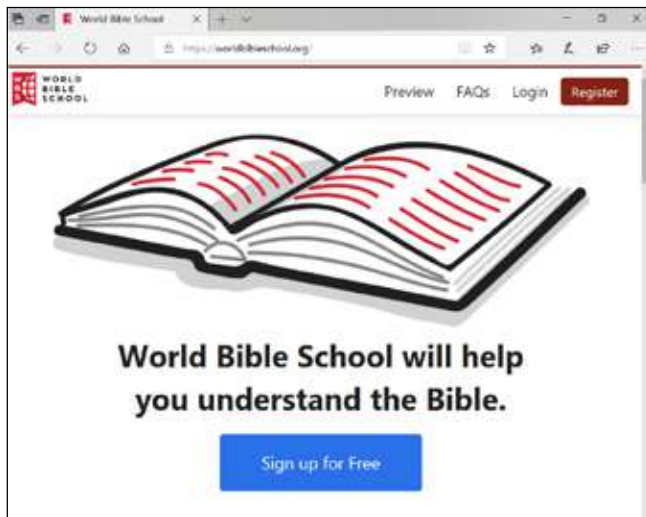 World Bible School
https://worldbibleschool.org/
WORLD
BIBLE
SCHOOL
Preview FAQs Login Register
World Bible School will help
you understand the Bible.
Sign up for Free